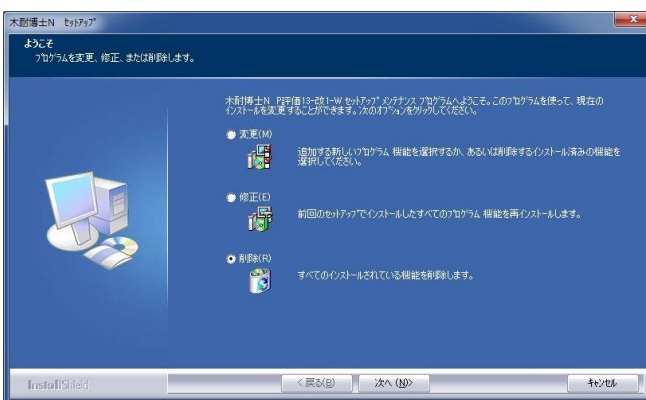 木耐博士N セットアップ
ようこそ
プログラムを変更、修正、または削除します。
木耐博士N P評価13-改1-W セットアップ メンテナンス プログラムへようこそ。このプログラムを使って、現在の
インストールを変更することができます。次のオプションをクリックしてください。
変更(M)
追加する新しいプログラム 機能を選択するか、あるいは削除するインストール済みの機能を
選択してください。
修正(E)
前回のセットアップでインストールしたすべてのプログラム 機能を再インストールします。
削除(R)
すべてのインストールされている機能を削除します。
InstallShield
< 戻る(B)
次へ (N)>
キャンセル